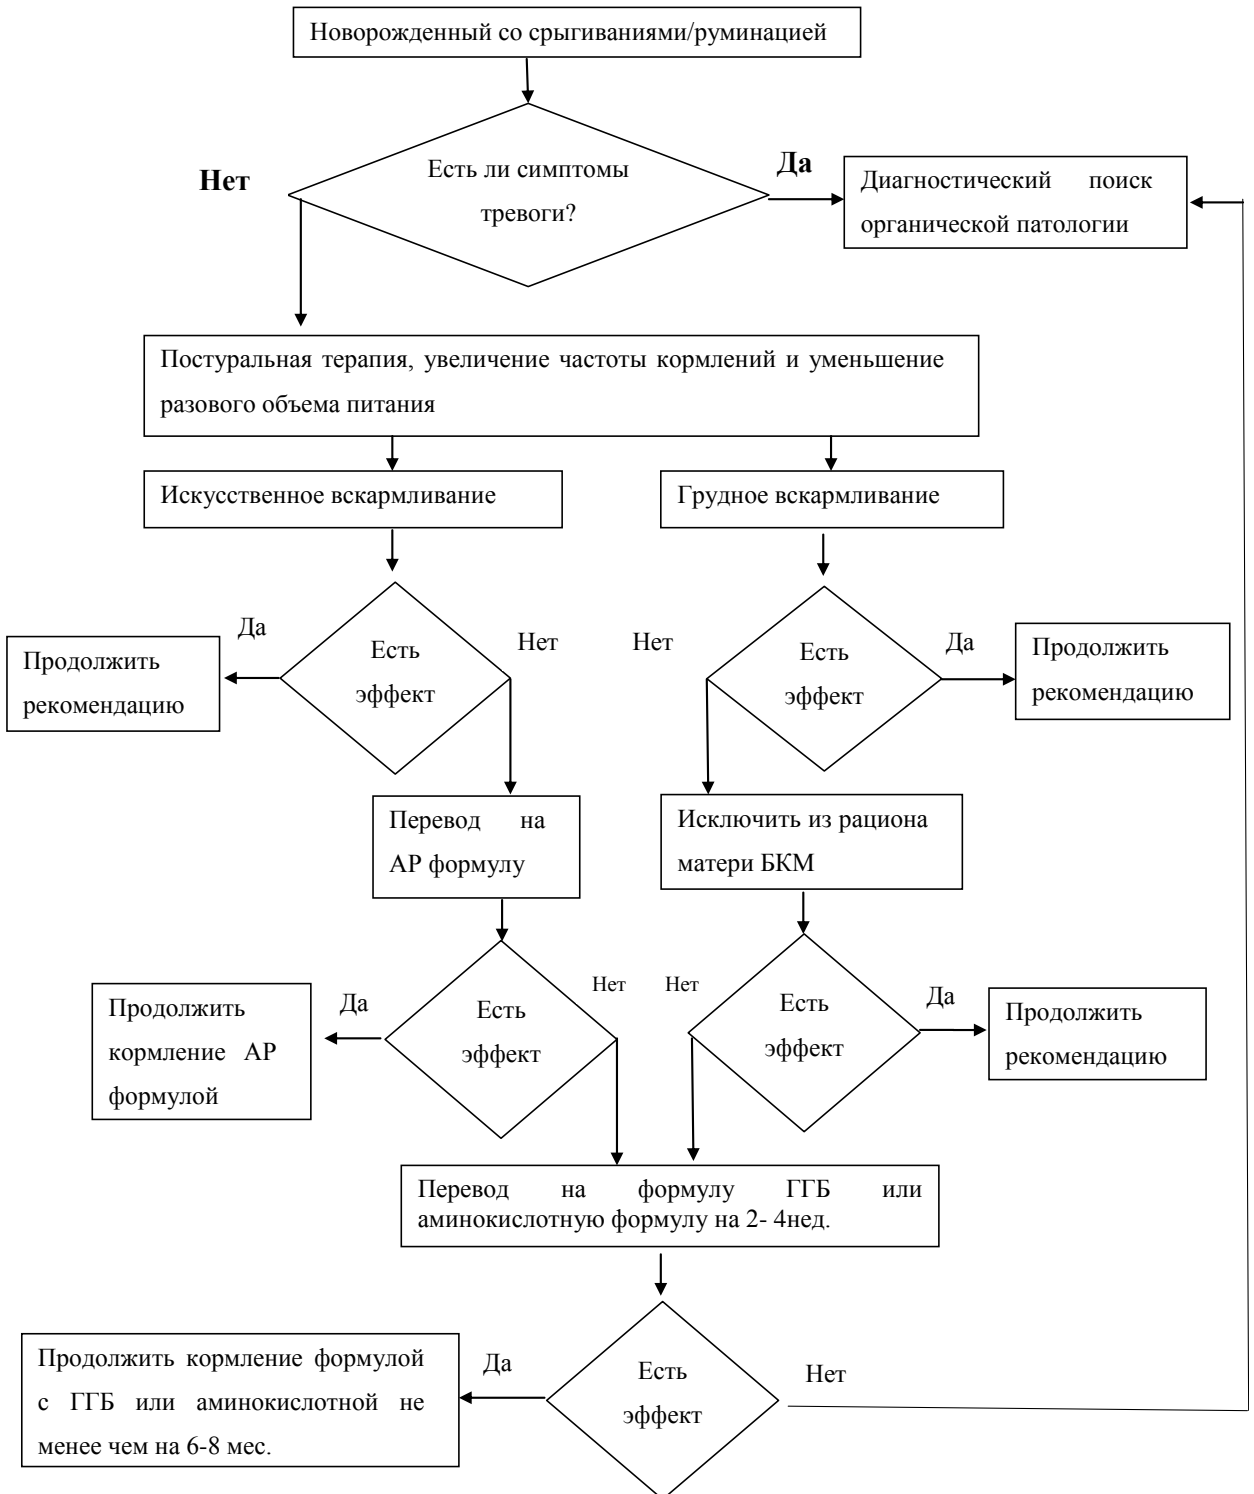 Новорожденный со срыгиваниями/руминацией
Есть ли симптомы
тревоги?
Нет
Да
Диагностический поиск
органической патологии
Постуральная терапия, увеличение частоты кормлений и уменьшение
разового объема питания
Искусственное вскармливание
Грудное вскармливание
Есть
эффект
Да
Нет
Продолжить
рекомендацию
Нет
Есть
эффект
Да
Продолжить
рекомендацию
Перевод на
АР формулу
Исключить из рациона
матери БКМ
Есть
эффект
Да
Нет
Продолжить
кормление АР
формулой
Нет
Есть
эффект
Да
Продолжить
рекомендацию
Перевод на формулу ГГБ или
аминокислотную формулу на 2- 4нед.
Есть
эффект
Да
Нет
Продолжить кормление формулой
с ГГБ или аминокислотной не
менее чем на 6-8 мес.